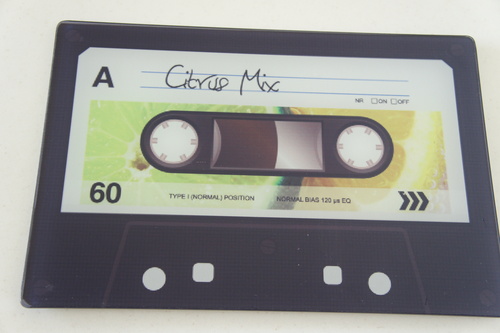 A Citrus Mix
NR □ ON □ OFF
60 TYPE I (NORMAL) POSITION NORMAL BIAS 120 µs EQ